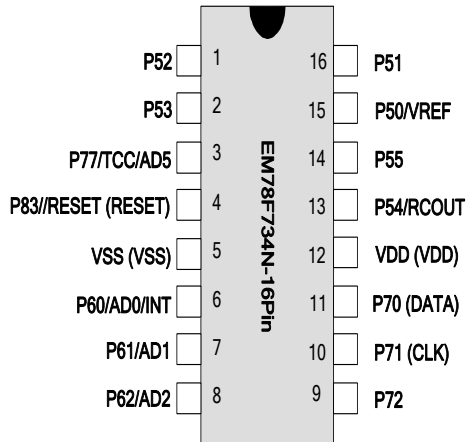 P52 1 16 P51
P53 2 15 P50/VREF
P77/TCC/AD5 3 14 P55
P83//RESET (RESET) 4 13 P54/RCOUT
VSS (VSS) 5 12 VDD (VDD)
P60/AD0/INT 6 11 P70 (DATA)
P61/AD1 7 10 P71 (CLK)
P62/AD2 8 9 P72
EM78F734N-16Pin